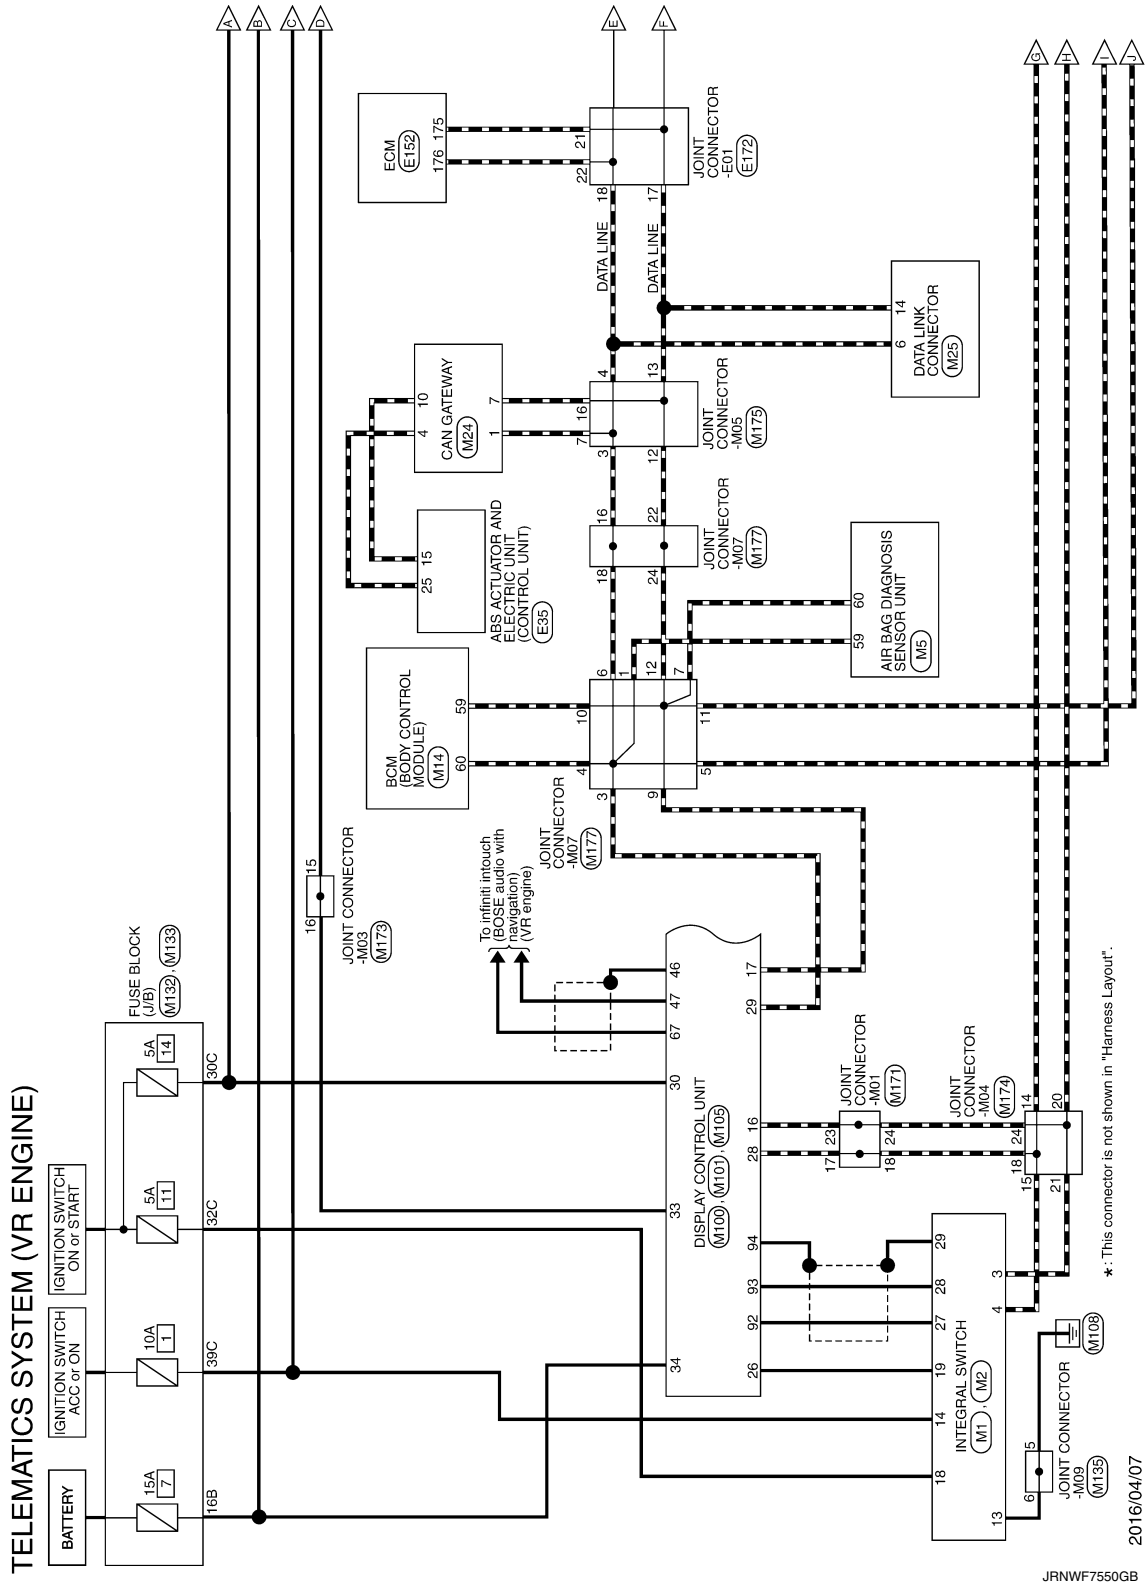 TELEMATICS SYSTEM (VR ENGINE)
BATTERY
IGNITION SWITCH
ACC or ON
IGNITION SWITCH
ON or START
15A
7
10A
1
5A
11
5A
14
FUSE BLOCK
(J/B)
M132 , M133
16B
39C
32C
30C
A
B
C
D
16
15
JOINT CONNECTOR
-M03
M173
BCM
(BODY CONTROL
MODULE)
M14
60
59
ABS ACTUATOR AND
ELECTRIC UNIT
(CONTROL UNIT)
E35
25
15
CAN GATEWAY
M24
4
10
1
7
ECM
E152
176
175
To infiniti intouch
(BOSE audio with
navigation)
(VR engine)
JOINT
CONNECTOR
-M07
M177
4
10
3
9
6
1
12
7
5
11
18
24
16
22
JOINT
CONNECTOR
-M07
M177
7
16
3
12
4
13
JOINT
CONNECTOR
-M05
M175
DATA LINE
DATA LINE
22
21
18
17
JOINT
CONNECTOR
-E01
E172
E
F
34
33
30
67
47
46
DISPLAY CONTROL UNIT
M100 , M101 , M105
26
92
93
94
28
16
29
17
AIR BAG DIAGNOSIS
SENSOR UNIT
M5
59
60
6
14
DATA LINK
CONNECTOR
M25
17
23
18
24
JOINT
CONNECTOR
-M01
M171
JOINT
CONNECTOR
-M04
M174
18
24
15
21
14
20
18
14
19
27
28
29
INTEGRAL SWITCH
M1 , M2
13
4
3
6
5
JOINT CONNECTOR
-M09
M135
M108
G
H
I
J
* : This connector is not shown in "Harness Layout".
2016/04/07
JRNWF7550GB